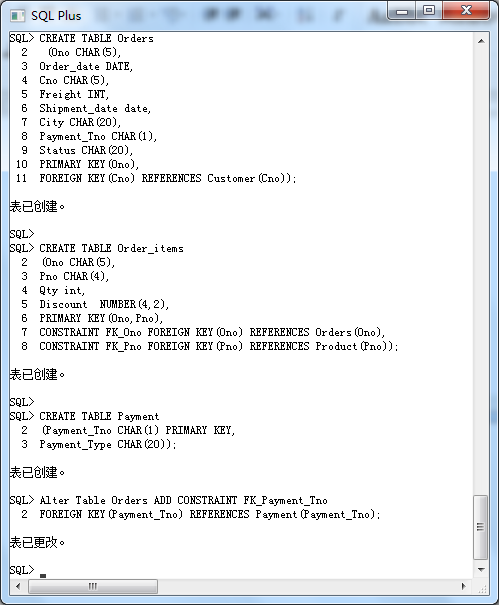 SQL Plus
SQL> CREATE TABLE Orders
2 (Ono CHAR(5),
3 Order_date DATE,
4 Cno CHAR(5),
5 Freight INT,
6 Shipment_date date,
7 City CHAR(20),
8 Payment_Tno CHAR(1),
9 Status CHAR(20),
10 PRIMARY KEY(Ono),
11 FOREIGN KEY(Cno) REFERENCES Customer(Cno));
表已创建。
SQL>
SQL> CREATE TABLE Order_items
2 (Ono CHAR(5),
3 Pno CHAR(4),
4 Qty int,
5 Discount  NUMBER(4,2),
6 PRIMARY KEY(Ono,Pno),
7 CONSTRAINT FK_Ono FOREIGN KEY(Ono) REFERENCES Orders(Ono),
8 CONSTRAINT FK_Pno FOREIGN KEY(Pno) REFERENCES Product(Pno));
表已创建。
SQL>
SQL> CREATE TABLE Payment
2 (Payment_Tno CHAR(1) PRIMARY KEY,
3 Payment_Type CHAR(20));
表已创建。
SQL> Alter Table Orders ADD CONSTRAINT FK_Payment_Tno
2 FOREIGN KEY(Payment_Tno) REFERENCES Payment(Payment_Tno);
表已更改。
SQL>